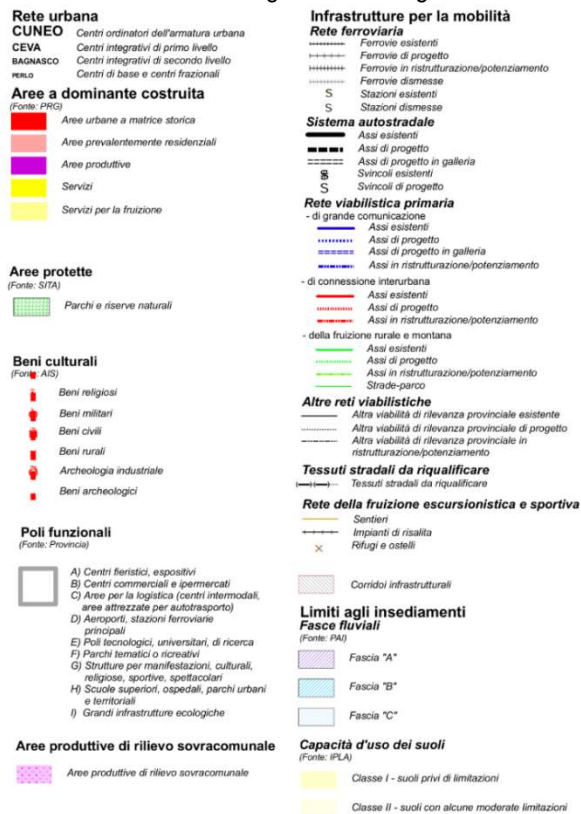 Rete urbana
CUNEO Centri ordinatori dell'armatura urbana
CEVA Centri integrativi di primo livello
BAGNASCO Centri integrativi di secondo livello
PERLO Centri di base e centri frazionali
Aree a dominante costruita
(Fonte: PRG)
Aree urbane a matrice storica
Aree prevalentemente residenziali
Aree produttive
Servizi
Servizi per la fruizione
Aree protette
(Fonte: SITA)
Parchi e riserve naturali
Beni culturali
(Fonte: AIS)
Beni religiosi
Beni militari
Beni civili
Beni rurali
Archeologia industriale
Beni archeologici
Poli funzionali
(Fonte: Provincia)
A) Centri fieristici, espositivi
B) Centri commerciali e ipermercati
C) Aree per la logistica (centri intermodali,
aree attrezzate per autotrasporto)
D) Aeroporti, stazioni ferroviarie
principali
E) Poli tecnologici, universitari, di ricerca
F) Parchi tematici o ricreativi
G) Strutture per manifestazioni, culturali,
religiose, sportive, spettacolari
H) Scuole superiori, ospedali, parchi urbani
e territoriali
I) Grandi infrastrutture ecologiche
Aree produttive di rilievo sovracomunale
Aree produttive di rilievo sovracomunale
Infrastrutture per la mobilità
Rete ferroviaria
Ferrovie esistenti
Ferrovie di progetto
Ferrovie in ristrutturazione/potenziamento
Ferrovie dismesse
S Stazioni esistenti
S Stazioni dismesse
Sistema autostradale
Assi esistenti
Assi di progetto
Assi di progetto in galleria
S Svincoli esistenti
S Svincoli di progetto
Rete viabilistica primaria
- di grande comunicazione
Assi esistenti
Assi di progetto
Assi di progetto in galleria
Assi in ristrutturazione/potenziamento
- di connessione interurbana
Assi esistenti
Assi di progetto
Assi in ristrutturazione/potenziamento
- della fruizione rurale e montana
Assi esistenti
Assi di progetto
Assi in ristrutturazione/potenziamento
Strade-parco
Altre reti viabilistiche
Altra viabilità di rilevanza provinciale esistente
Altra viabilità di rilevanza provinciale di progetto
Altra viabilità di rilevanza provinciale in
ristrutturazione/potenziamento
Tessuti stradali da riqualificare
Tessuti stradali da riqualificare
Rete della fruizione escursionistica e sportiva
Sentieri
Impianti di risalita
Rifugi e ostelli
Corridoi infrastrutturali
Limiti agli insediamenti
Fasce fluviali
(Fonte: PAI)
Fascia "A"
Fascia "B"
Fascia "C"
Capacità d'uso dei suoli
(Fonte: IPLA)
Classe I - suoli privi di limitazioni
Classe II - suoli con alcune moderate limitazioni